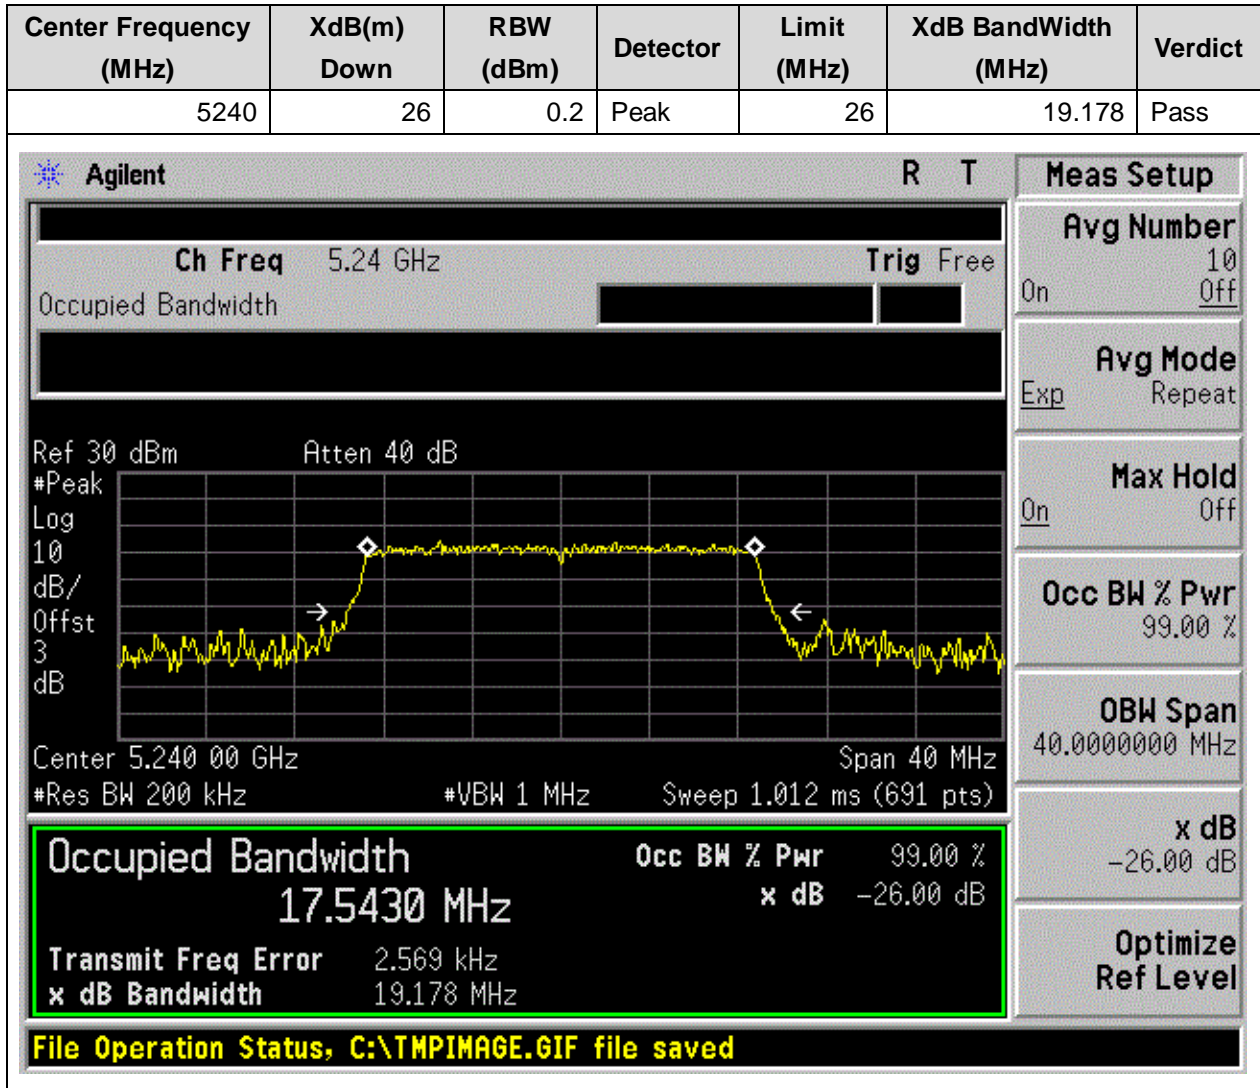 Center Frequency (MHz) XdB(m) Down RBW (dBm) Detector Limit (MHz) XdB BandWidth (MHz) Verdict
5240 26 0.2 Peak 26 19.178 Pass
Agilent R T
Ch Freq 5.24 GHz Trig Free
Occupied Bandwidth
Ref 30 dBm Atten 40 dB
#Peak
Log
10
dB/
Offst
3
dB
Center 5.240 00 GHz Span 40 MHz
#Res BW 200 kHz #VBW 1 MHz Sweep 1.012 ms (691 pts)
Occupied Bandwidth Occ BW % Pwr 99.00 %
17.5430 MHz x dB -26.00 dB
Transmit Freq Error 2.569 kHz
x dB Bandwidth 19.178 MHz
File Operation Status, C:\TMPIMAGE.GIF file saved
Meas Setup
Avg Number
10
On Off
Avg Mode
Exp Repeat
Max Hold
On Off
Occ BW % Pwr
99.00 %
OBW Span
40.0000000 MHz
x dB
-26.00 dB
Optimize
Ref Level